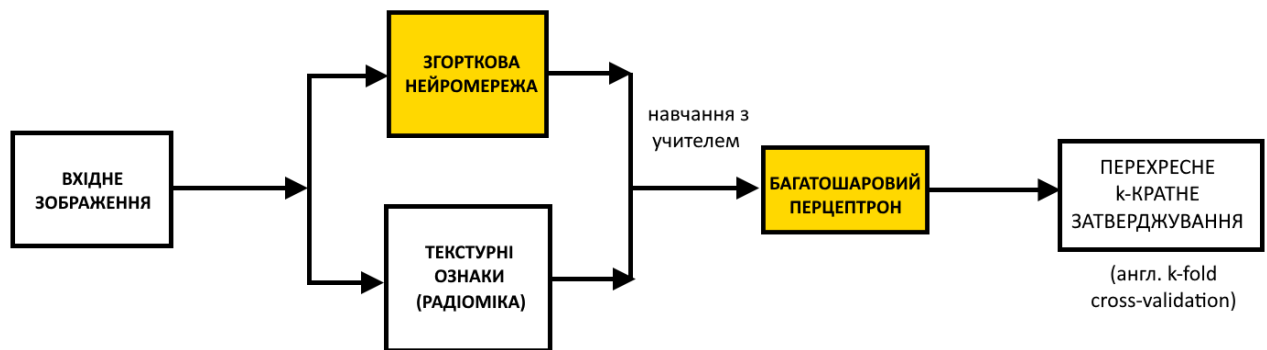 ВХІДНЕ
ЗОБРАЖЕННЯ
ЗГОРТКОВА
НЕЙРОМЕРЕЖА
ТЕКСТУРНІ
ОЗНАКИ
(РАДІОМІКА)
навчання з
учителем
БАГАТОШАРОВИЙ
ПЕРЦЕПТРОН
ПЕРЕХРЕСНЕ
k-КРАТНЕ
ЗАТВЕРДЖУВАННЯ
(англ. k-fold
cross-validation)